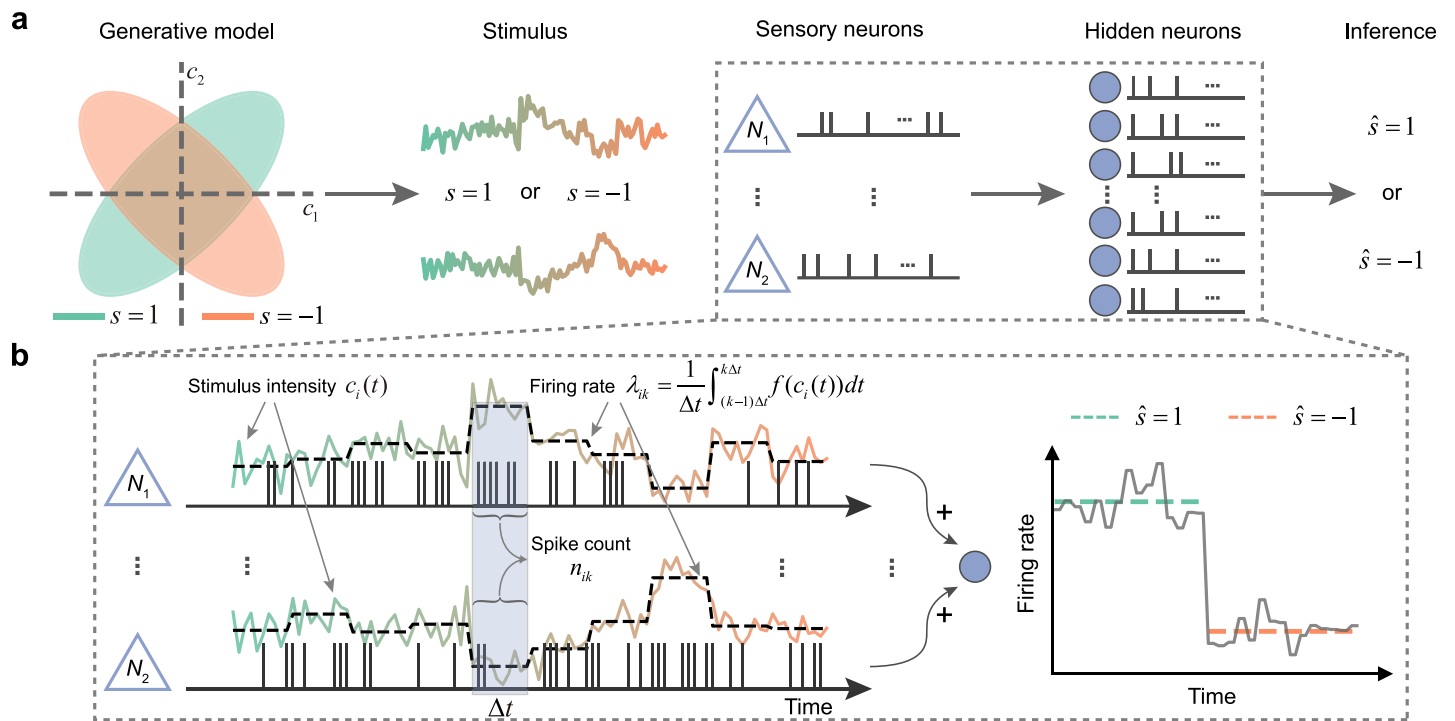 a
Generative model
Stimulus
Sensory neurons
Hidden neurons
Inference
c₂
c₁
s = 1
s = −1
s = 1 or s = −1
N₁
...
N₂
...
...
...
...
...
...
...
ŝ = 1
or
ŝ = −1
b
Stimulus intensity cᵢ(t)
Firing rate λᵢₖ = 1/Δt ∫₍ₖ₋₁₎Δₜ^kΔt f(cᵢ(t))dt
N₁
Spike count
nᵢₖ
N₂
Δt
Time
+
+
ŝ = 1
ŝ = −1
Firing rate
Time